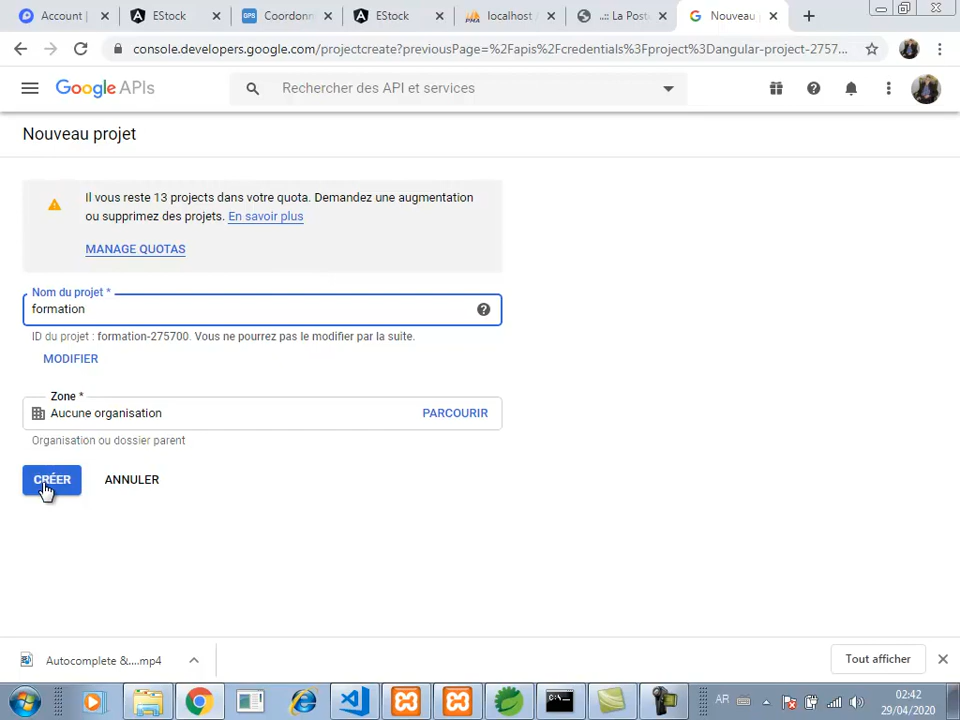 Account |
EStock
Coordonn
EStock
localhost
..:: La Post
Nouveau
console.developers.google.com/projectcreate?previousPage=%2Fapis%2Fcredentials%3Fproject%3Dangular-project-2757...
Google APIs
Rechercher des API et services
Nouveau projet
Il vous reste 13 projets dans votre quota. Demandez une augmentation
ou supprimez des projets. En savoir plus
MANAGE QUOTAS
Nom du projet *
formation
ID du projet : formation-275700. Vous ne pourrez pas le modifier par la suite.
MODIFIER
Zone *
Aucune organisation
PARCOURIR
Organisation ou dossier parent
CRÉER
ANNULER
Autocomplete &....mp4
Tout afficher
AR
02:42
29/04/2020